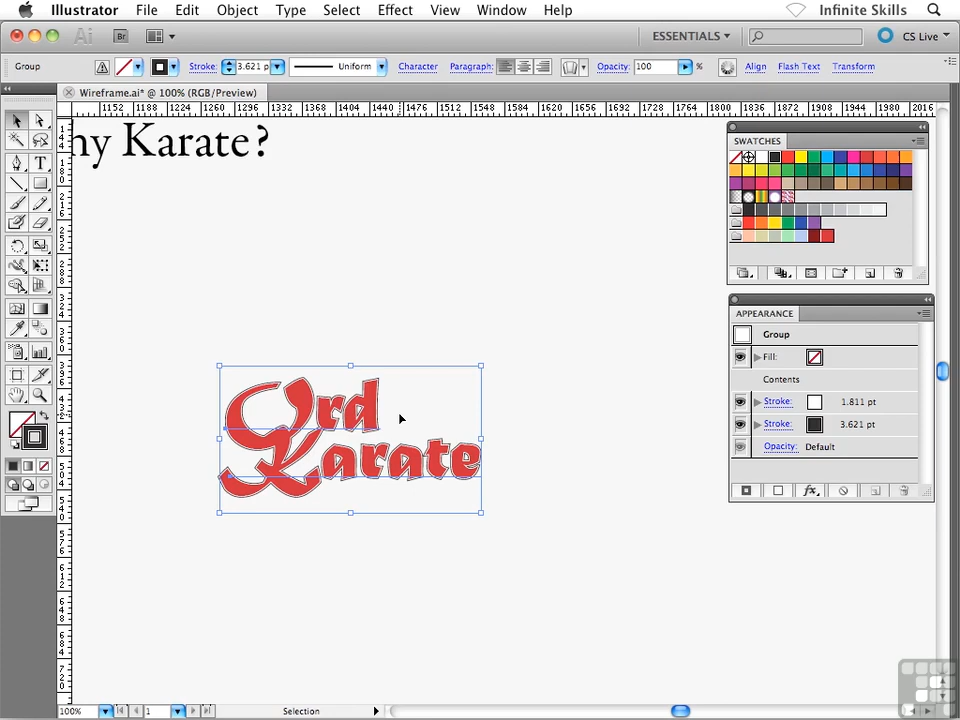 Illustrator File Edit Object Type Select Effect View Window Help Infinite Skills
Ai Br ESSENTIALS CS Live
Group Stroke: 3.621 p Uniform Character Paragraph: Opacity: 100 % Align Flash Text Transform
Wireframe.ai* @ 100% (RGB/Preview)
1152 1188 1224 1260 1296 1332 1368 1404 1440 1476 1512 1548 1584 1620 1656 1692 1728 1764 1800 1836 1872 1908 1944 1980 2016
hy Karate?
SWATCHES
APPEARANCE
Group
Fill:
Contents
Stroke: 1.811 pt
Stroke: 3.621 pt
Opacity: Default
fx
Ord
Karate
100% 1 Selection